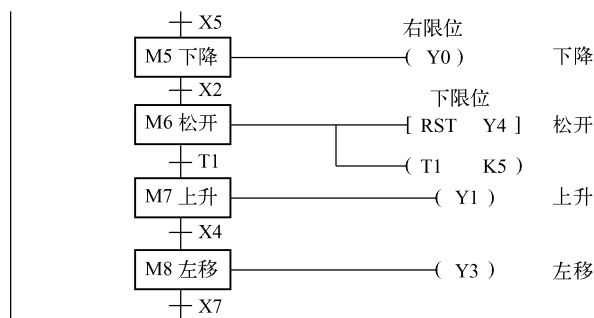 X5
右限位
M5 下降 ( Y0 ) 下降
X2
下限位
M6 松开 [ RST Y4 ] 松开
T1 ( T1 K5 )
M7 上升 ( Y1 ) 上升
X4
M8 左移 ( Y3 ) 左移
X7